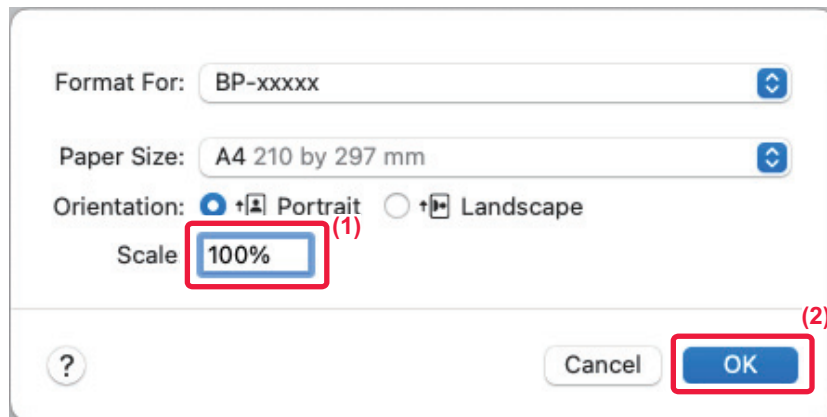 Format For: BP-xxxxx
Paper Size: A4 210 by 297 mm
Orientation: Portrait Landscape
(1)
Scale 100%
(2)
? Cancel OK